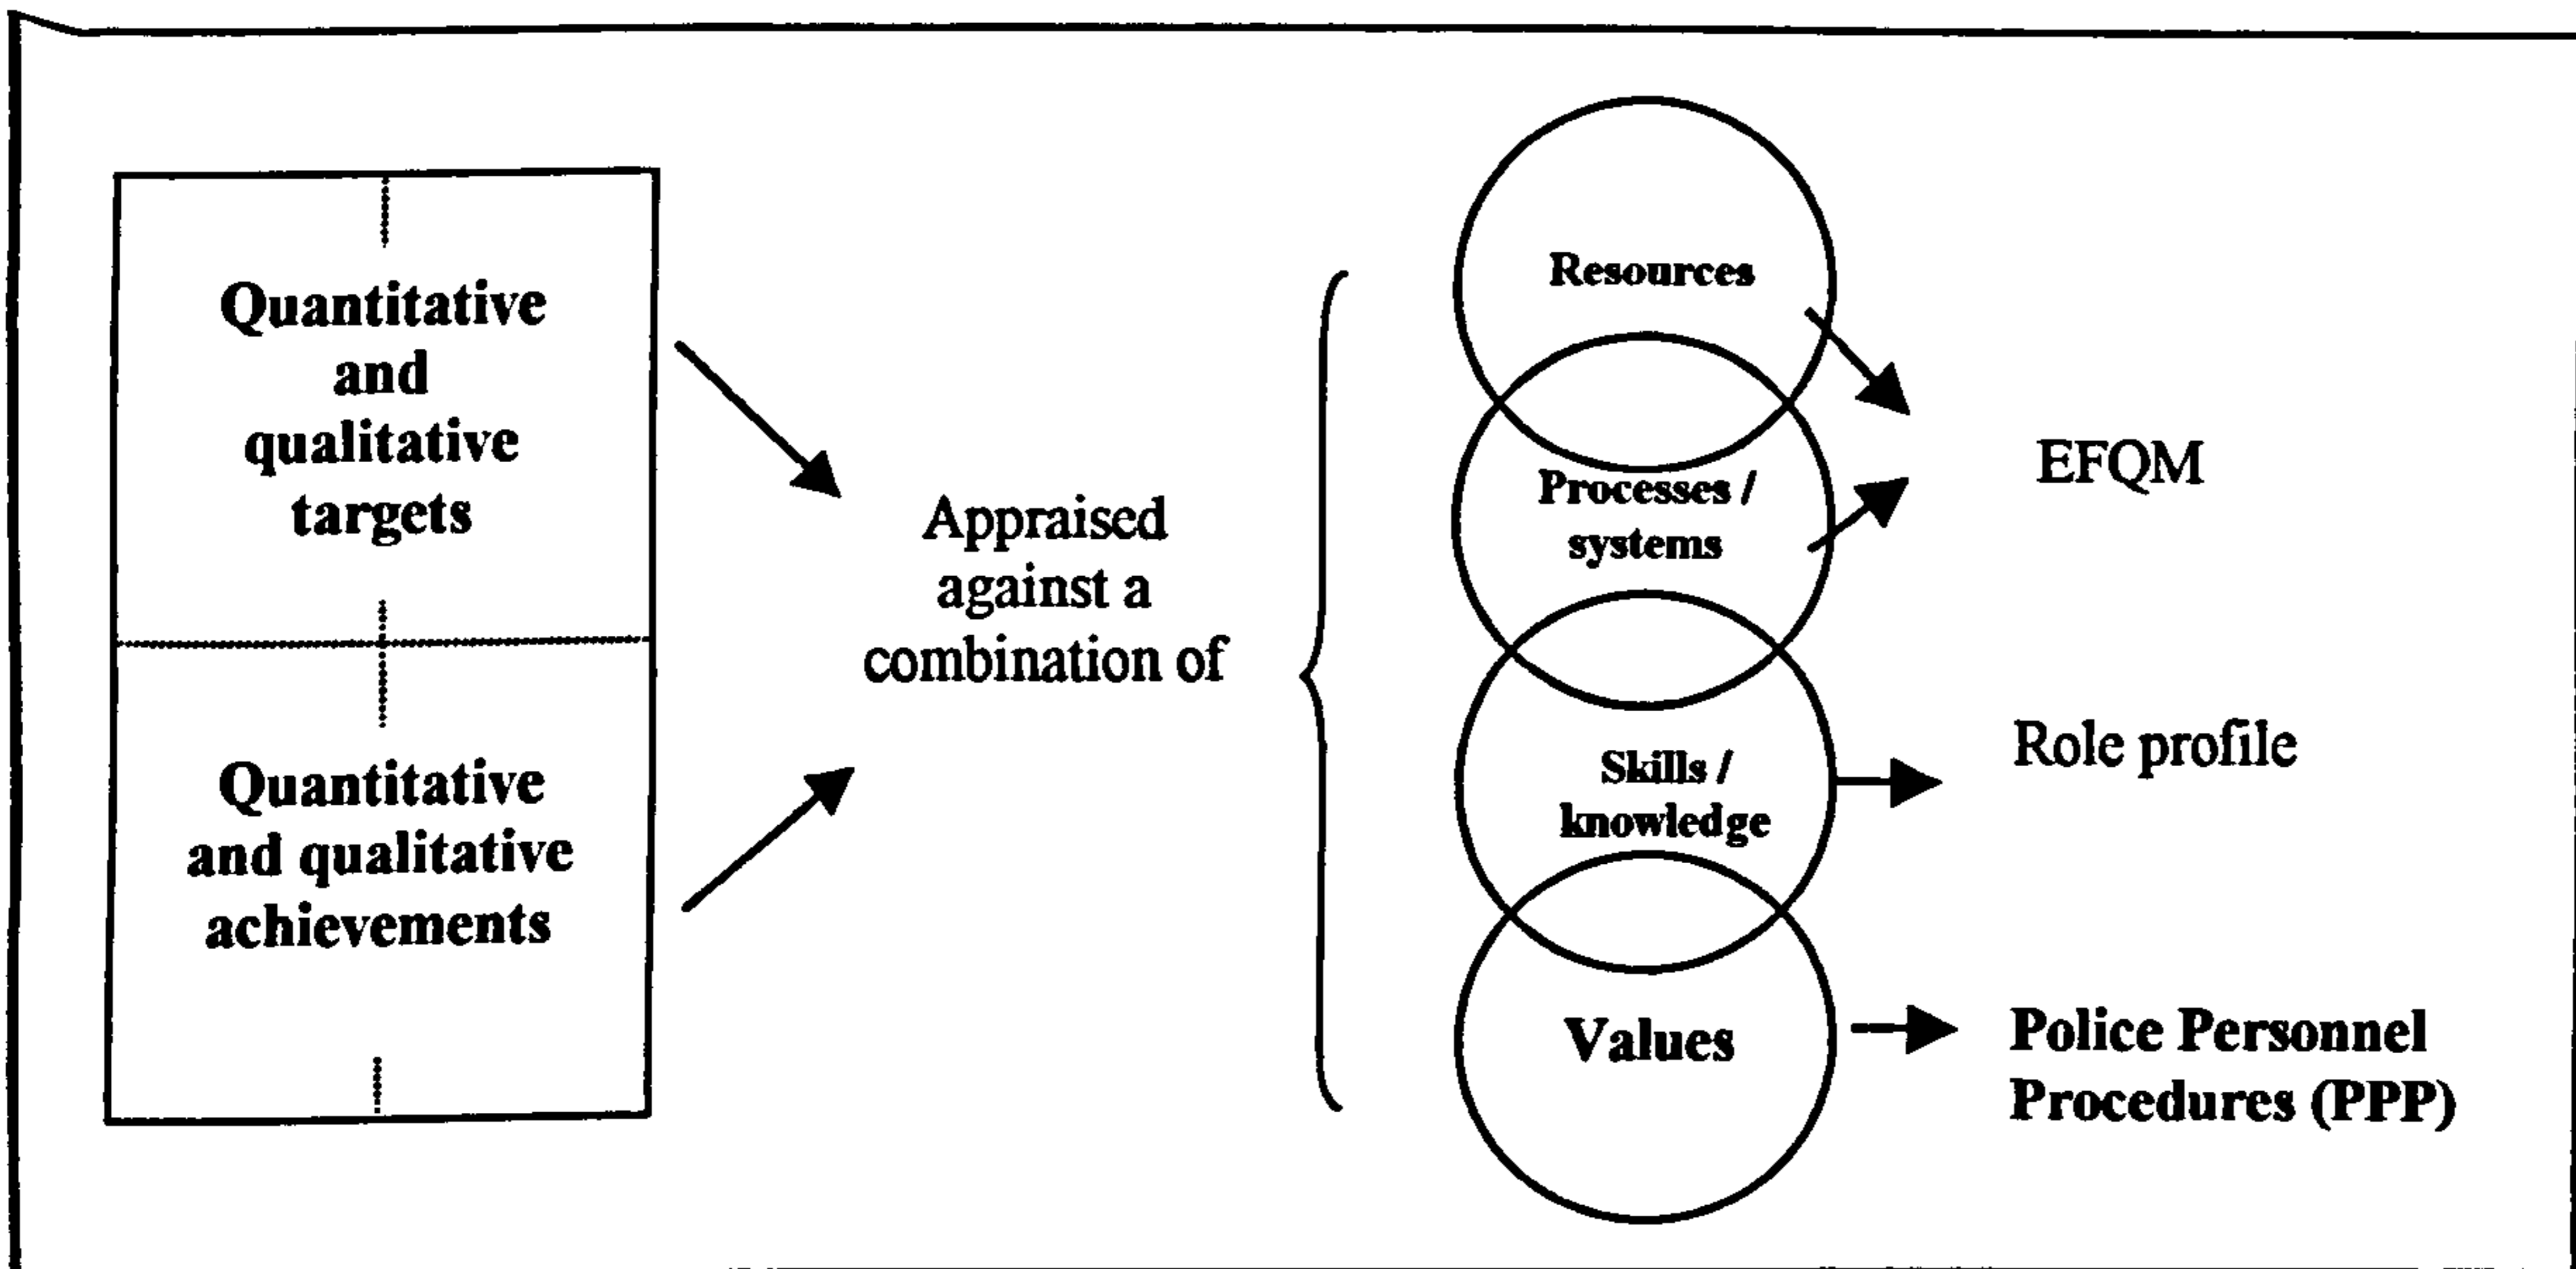 Quantitative
and
qualitative
targets
Quantitative
and qualitative
achievements
Appraised
against a
combination of
Resources
Processes /
systems
Skills /
knowledge
Values
EFQM
Role profile
Police Personnel
Procedures (PPP)